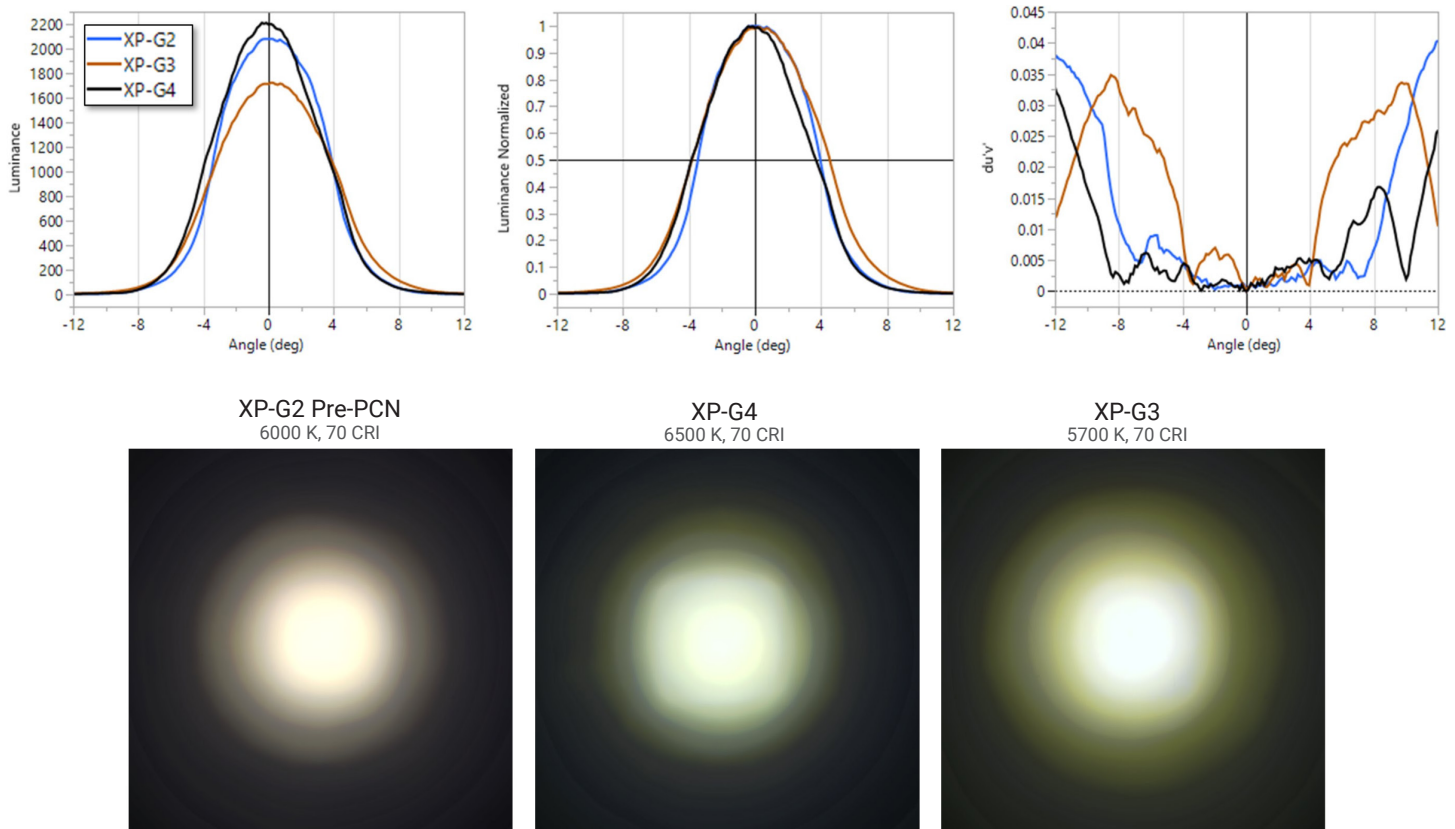 2200
2000
1800
1600
1400
1200
1000
800
600
400
200
0
Luminance
XP-G2
XP-G3
XP-G4
-12 -8 -4 0 4 8 12
Angle (deg)
1
0.9
0.8
0.7
0.6
0.5
0.4
0.3
0.2
0.1
0
Luminance Normalized
-12 -8 -4 0 4 8 12
Angle (deg)
0.045
0.04
0.035
0.03
0.025
0.02
0.015
0.01
0.005
0
du'v'
-12 -8 -4 0 4 8 12
Angle (deg)
XP-G2 Pre-PCN
6000 K, 70 CRI
XP-G4
6500 K, 70 CRI
XP-G3
5700 K, 70 CRI